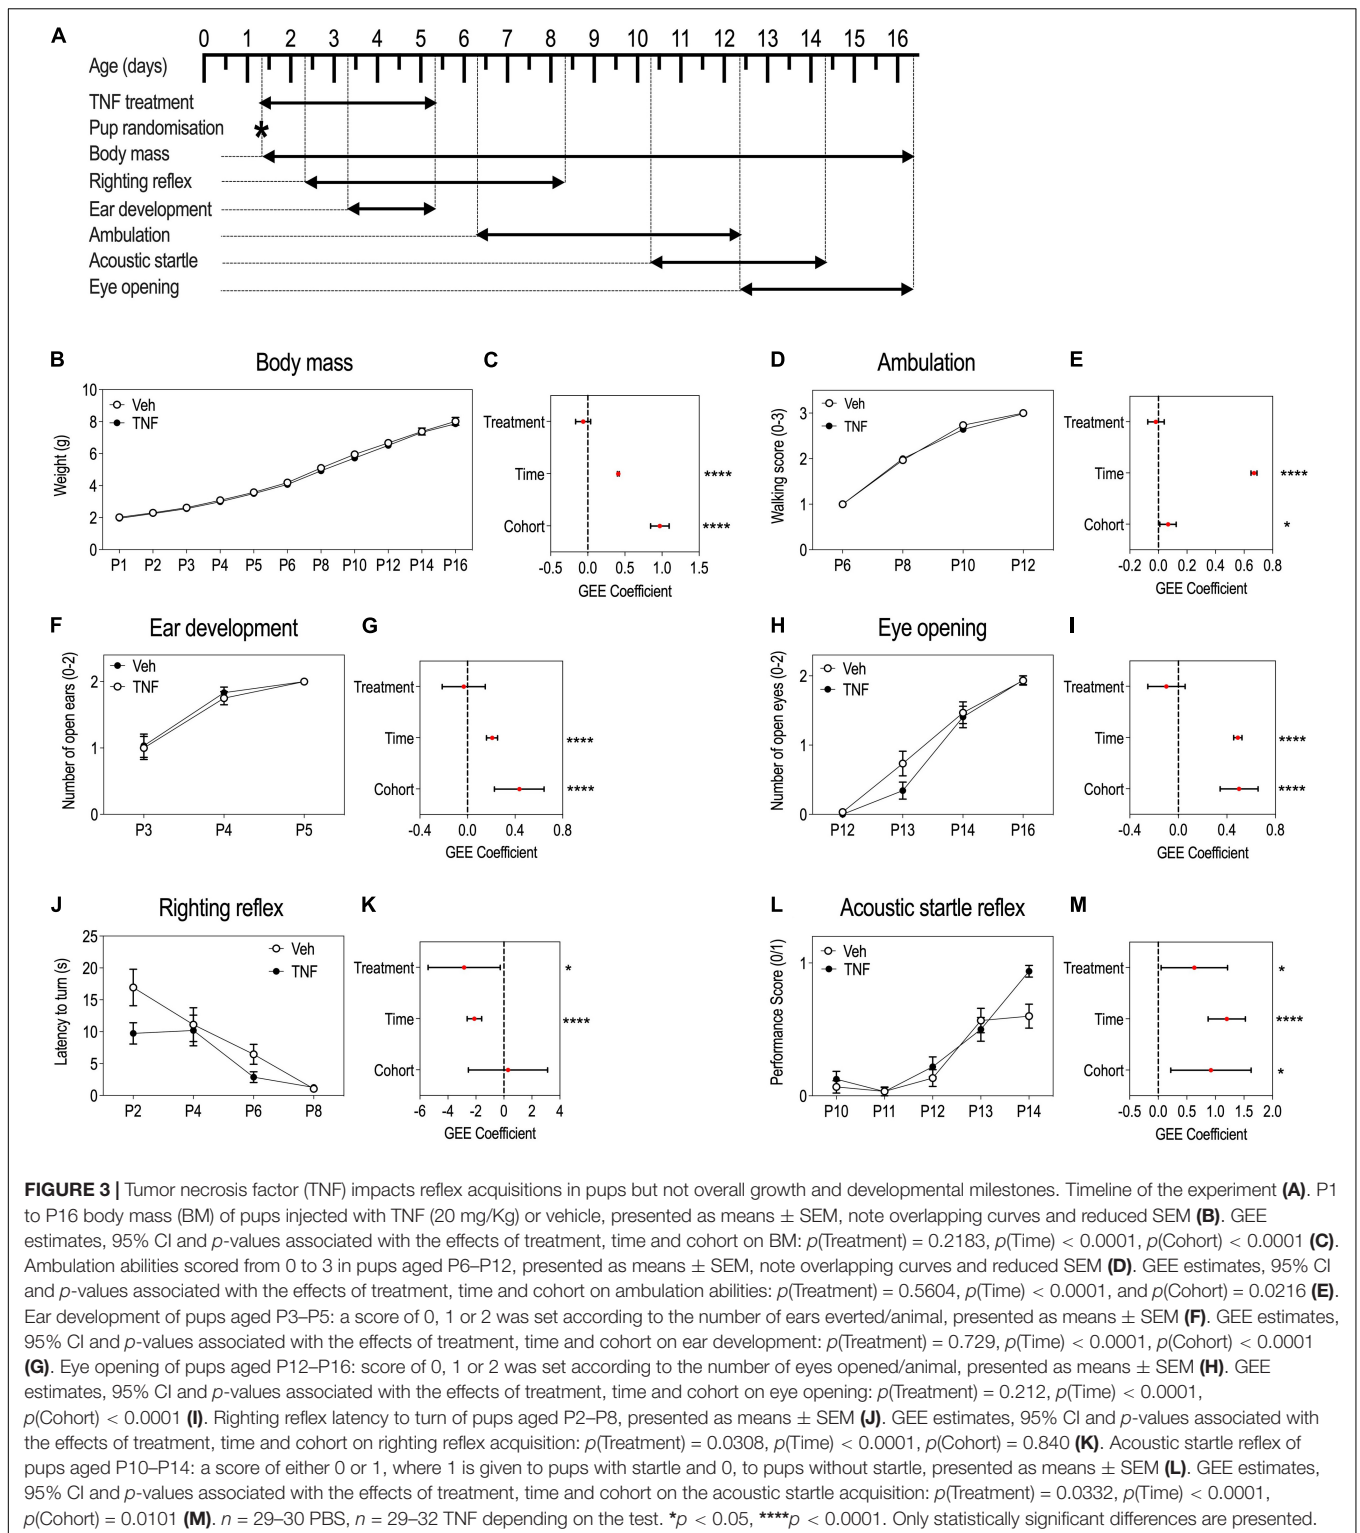 A
0 1 2 3 4 5 6 7 8 9 10 11 12 13 14 15 16
Age (days)
TNF treatment
Pup randomisation *
Body mass
Righting reflex
Ear development
Ambulation
Acoustic startle
Eye opening
B Body mass
Weight (g)
10
8
6
4
2
0
Veh
TNF
P1 P2 P3 P4 P5 P6 P8 P10 P12 P14 P16
C
Treatment
Time ****
Cohort ****
-0.5 0.0 0.5 1.0 1.5
GEE Coefficient
D Ambulation
Walking score (0-3)
3
2
1
0
Veh
TNF
P6 P8 P10 P12
E
Treatment
Time ****
Cohort *
-0.2 0.0 0.2 0.4 0.6 0.8
GEE Coefficient
F Ear development
Number of open ears (0-2)
2
1
0
Veh
TNF
P3 P4 P5
G
Treatment
Time ****
Cohort ****
-0.4 0.0 0.4 0.8
GEE Coefficient
H Eye opening
Number of open eyes (0-2)
2
1
0
Veh
TNF
P12 P13 P14 P16
I
Treatment
Time ****
Cohort ****
-0.4 0.0 0.4 0.8
GEE Coefficient
J Righting reflex
Latency to turn (s)
25
20
15
10
5
0
Veh
TNF
P2 P4 P6 P8
K
Treatment *
Time ****
Cohort
-6 -4 -2 0 2 4
GEE Coefficient
L Acoustic startle reflex
Performance Score (0/1)
1
0
Veh
TNF
P10 P11 P12 P13 P14
M
Treatment *
Time ****
Cohort *
-0.5 0.0 0.5 1.0 1.5 2.0
GEE Coefficient
FIGURE 3 | Tumor necrosis factor (TNF) impacts reflex acquisitions in pups but not overall growth and developmental milestones. Timeline of the experiment (A). P1
to P16 body mass (BM) of pups injected with TNF (20 mg/Kg) or vehicle, presented as means ± SEM, note overlapping curves and reduced SEM (B). GEE
estimates, 95% CI and p-values associated with the effects of treatment, time and cohort on BM: p(Treatment) = 0.2183, p(Time) < 0.0001, p(Cohort) < 0.0001 (C).
Ambulation abilities scored from 0 to 3 in pups aged P6–P12, presented as means ± SEM, note overlapping curves and reduced SEM (D). GEE estimates, 95% CI
and p-values associated with the effects of treatment, time and cohort on ambulation abilities: p(Treatment) = 0.5604, p(Time) < 0.0001, and p(Cohort) = 0.0216 (E).
Ear development of pups aged P3–P5: a score of 0, 1 or 2 was set according to the number of ears everted/animal, presented as means ± SEM (F). GEE estimates,
95% CI and p-values associated with the effects of treatment, time and cohort on ear development: p(Treatment) = 0.729, p(Time) < 0.0001, p(Cohort) < 0.0001
(G). Eye opening of pups aged P12–P16: score of 0, 1 or 2 was set according to the number of eyes opened/animal, presented as means ± SEM (H). GEE
estimates, 95% CI and p-values associated with the effects of treatment, time and cohort on eye opening: p(Treatment) = 0.212, p(Time) < 0.0001,
p(Cohort) < 0.0001 (I). Righting reflex latency to turn of pups aged P2–P8, presented as means ± SEM (J). GEE estimates, 95% CI and p-values associated with
the effects of treatment, time and cohort on righting reflex acquisition: p(Treatment) = 0.0308, p(Time) < 0.0001, p(Cohort) = 0.840 (K). Acoustic startle reflex of
pups aged P10–P14: a score of either 0 or 1, where 1 is given to pups with startle and 0, to pups without startle, presented as means ± SEM (L). GEE estimates,
95% CI and p-values associated with the effects of treatment, time and cohort on the acoustic startle acquisition: p(Treatment) = 0.0332, p(Time) < 0.0001,
p(Cohort) = 0.0101 (M). n = 29–30 PBS, n = 29–32 TNF depending on the test. *p < 0.05, ****p < 0.0001. Only statistically significant differences are presented.